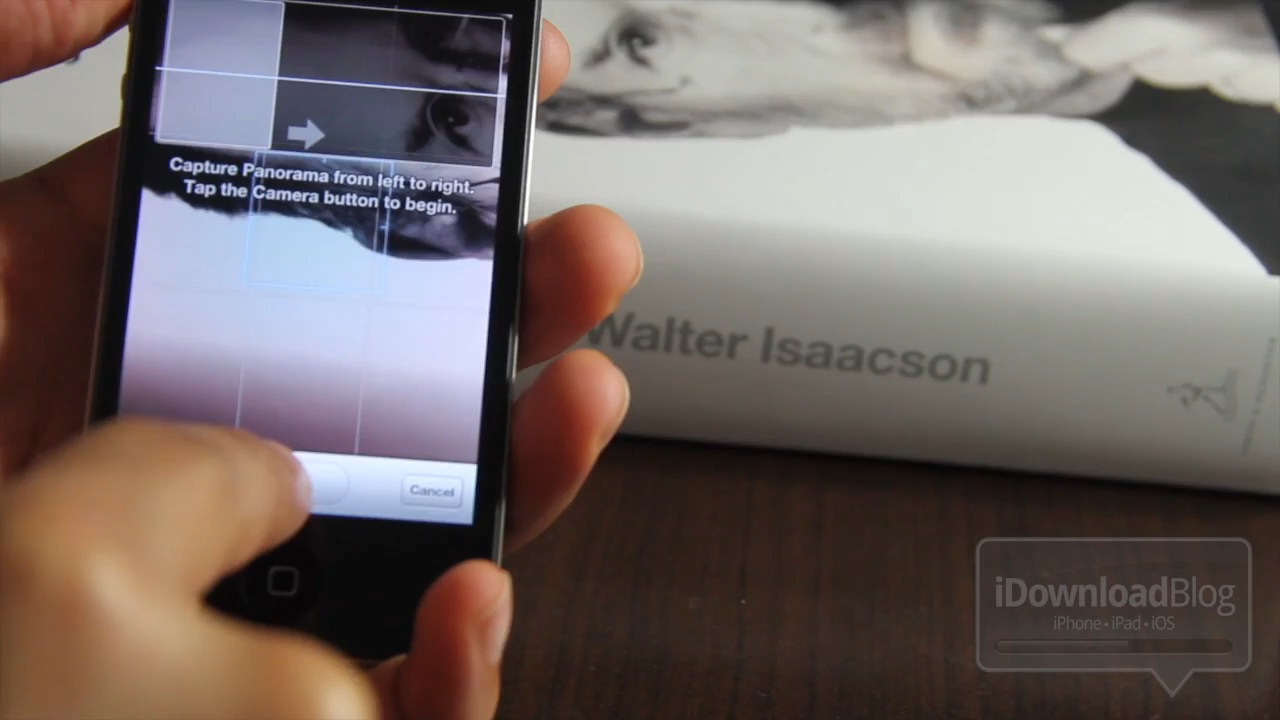 Capture Panorama from left to right.
Tap the Camera button to begin.
Cancel
Walter Isaacson
iDownloadBlog
iPhone • iPad • iOS